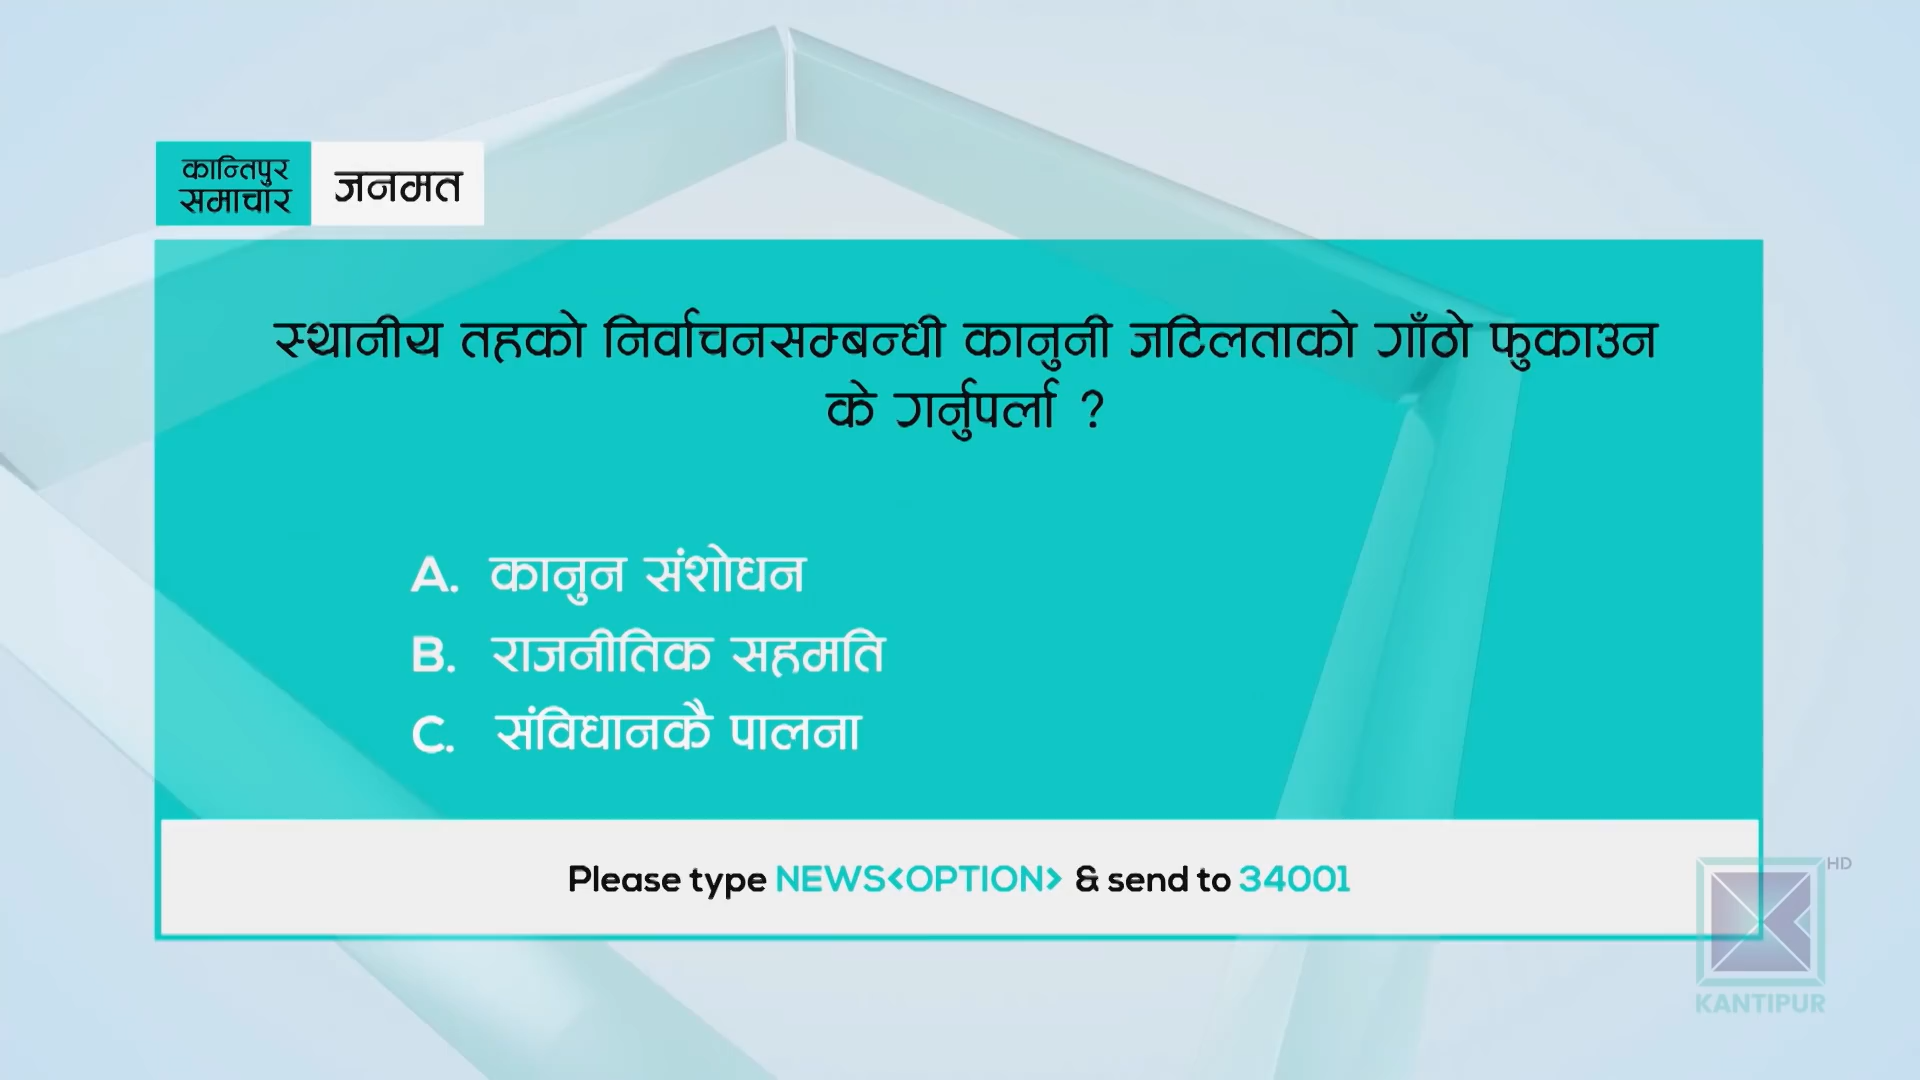 कान्तिपुर
समाचार
जनमत
स्थानीय तहको निर्वाचनसम्बन्धी कानुनी जटिलताको गाँठो फुकाउन
के गर्नुपर्ला ?
A. कानुन संशोधन
B. राजनीतिक सहमति
C. संविधानकै पालना
Please type NEWS<OPTION> & send to 34001
HD
KANTIPUR